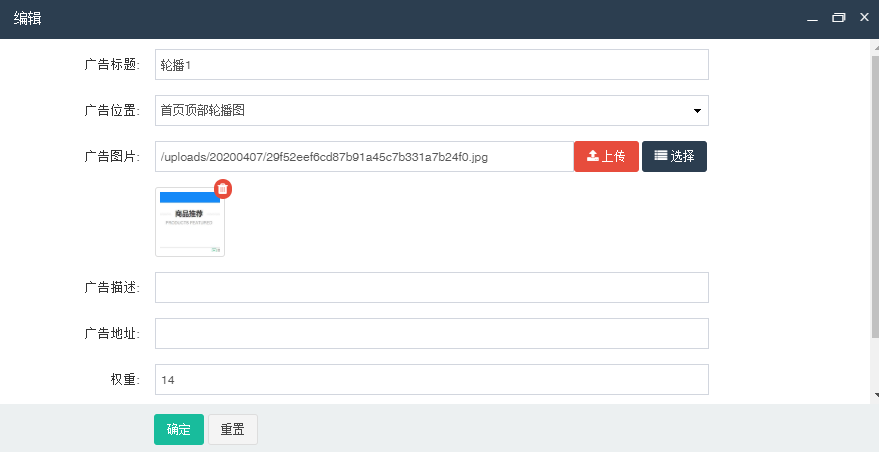 编辑
广告标题: 轮播1
广告位置: 首页顶部轮播图
广告图片: /uploads/20200407/29f52eef6cd87b91a45c7b331a7b24f0.jpg 上传 选择
商品推荐
PRODUCTS FEATURED
广告描述:
广告地址:
权重: 14
确定 重置